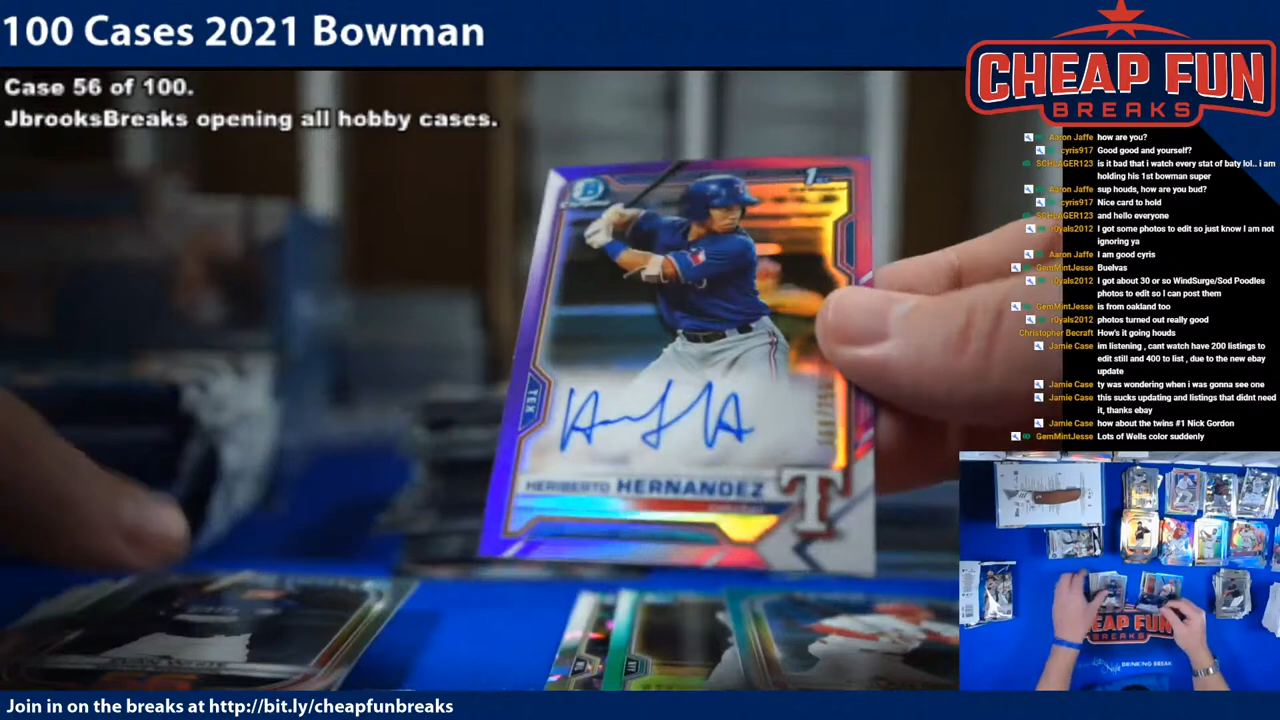 100 Cases 2021 Bowman
Case 56 of 100.
JbrooksBreaks opening all hobby cases.
CHEAP FUN
BREAKS
Aaron Jaffe how are you?
cyris917 Good good and yourself?
SCHLAGER123 is it bad that i watch every stat of baty lol.. i am
holding his 1st bowman super
Aaron Jaffe sup houds, how are you bud?
cyris917 Nice card to hold
SCHLAGER123 and hello everyone
r0yals2012 I got some photos to edit so just know I am not
ignoring ya
Aaron Jaffe I am good cyris
GemMintJesse Buelvas
r0yals2012 I got about 30 or so WindSurge/Sod Poodles
photos to edit so I can post them
GemMintJesse is from oakland too
r0yals2012 photos turned out really good
Christopher Becraft How's it going houds
Jamie Case im listening , cant watch have 200 listings to
edit still and 400 to list , due to the new ebay
update
Jamie Case ty was wondering when i was gonna see one
Jamie Case this sucks updating and listings that didnt need
it, thanks ebay
Jamie Case how about the twins #1 Nick Gordon
GemMintJesse Lots of Wells color suddenly
1st
TEX
HERIBERTO HERNANDEZ
T
CHEAP FUN
BREAKS
DRINKING BREAK
Join in on the breaks at http://bit.ly/cheapfunbreaks